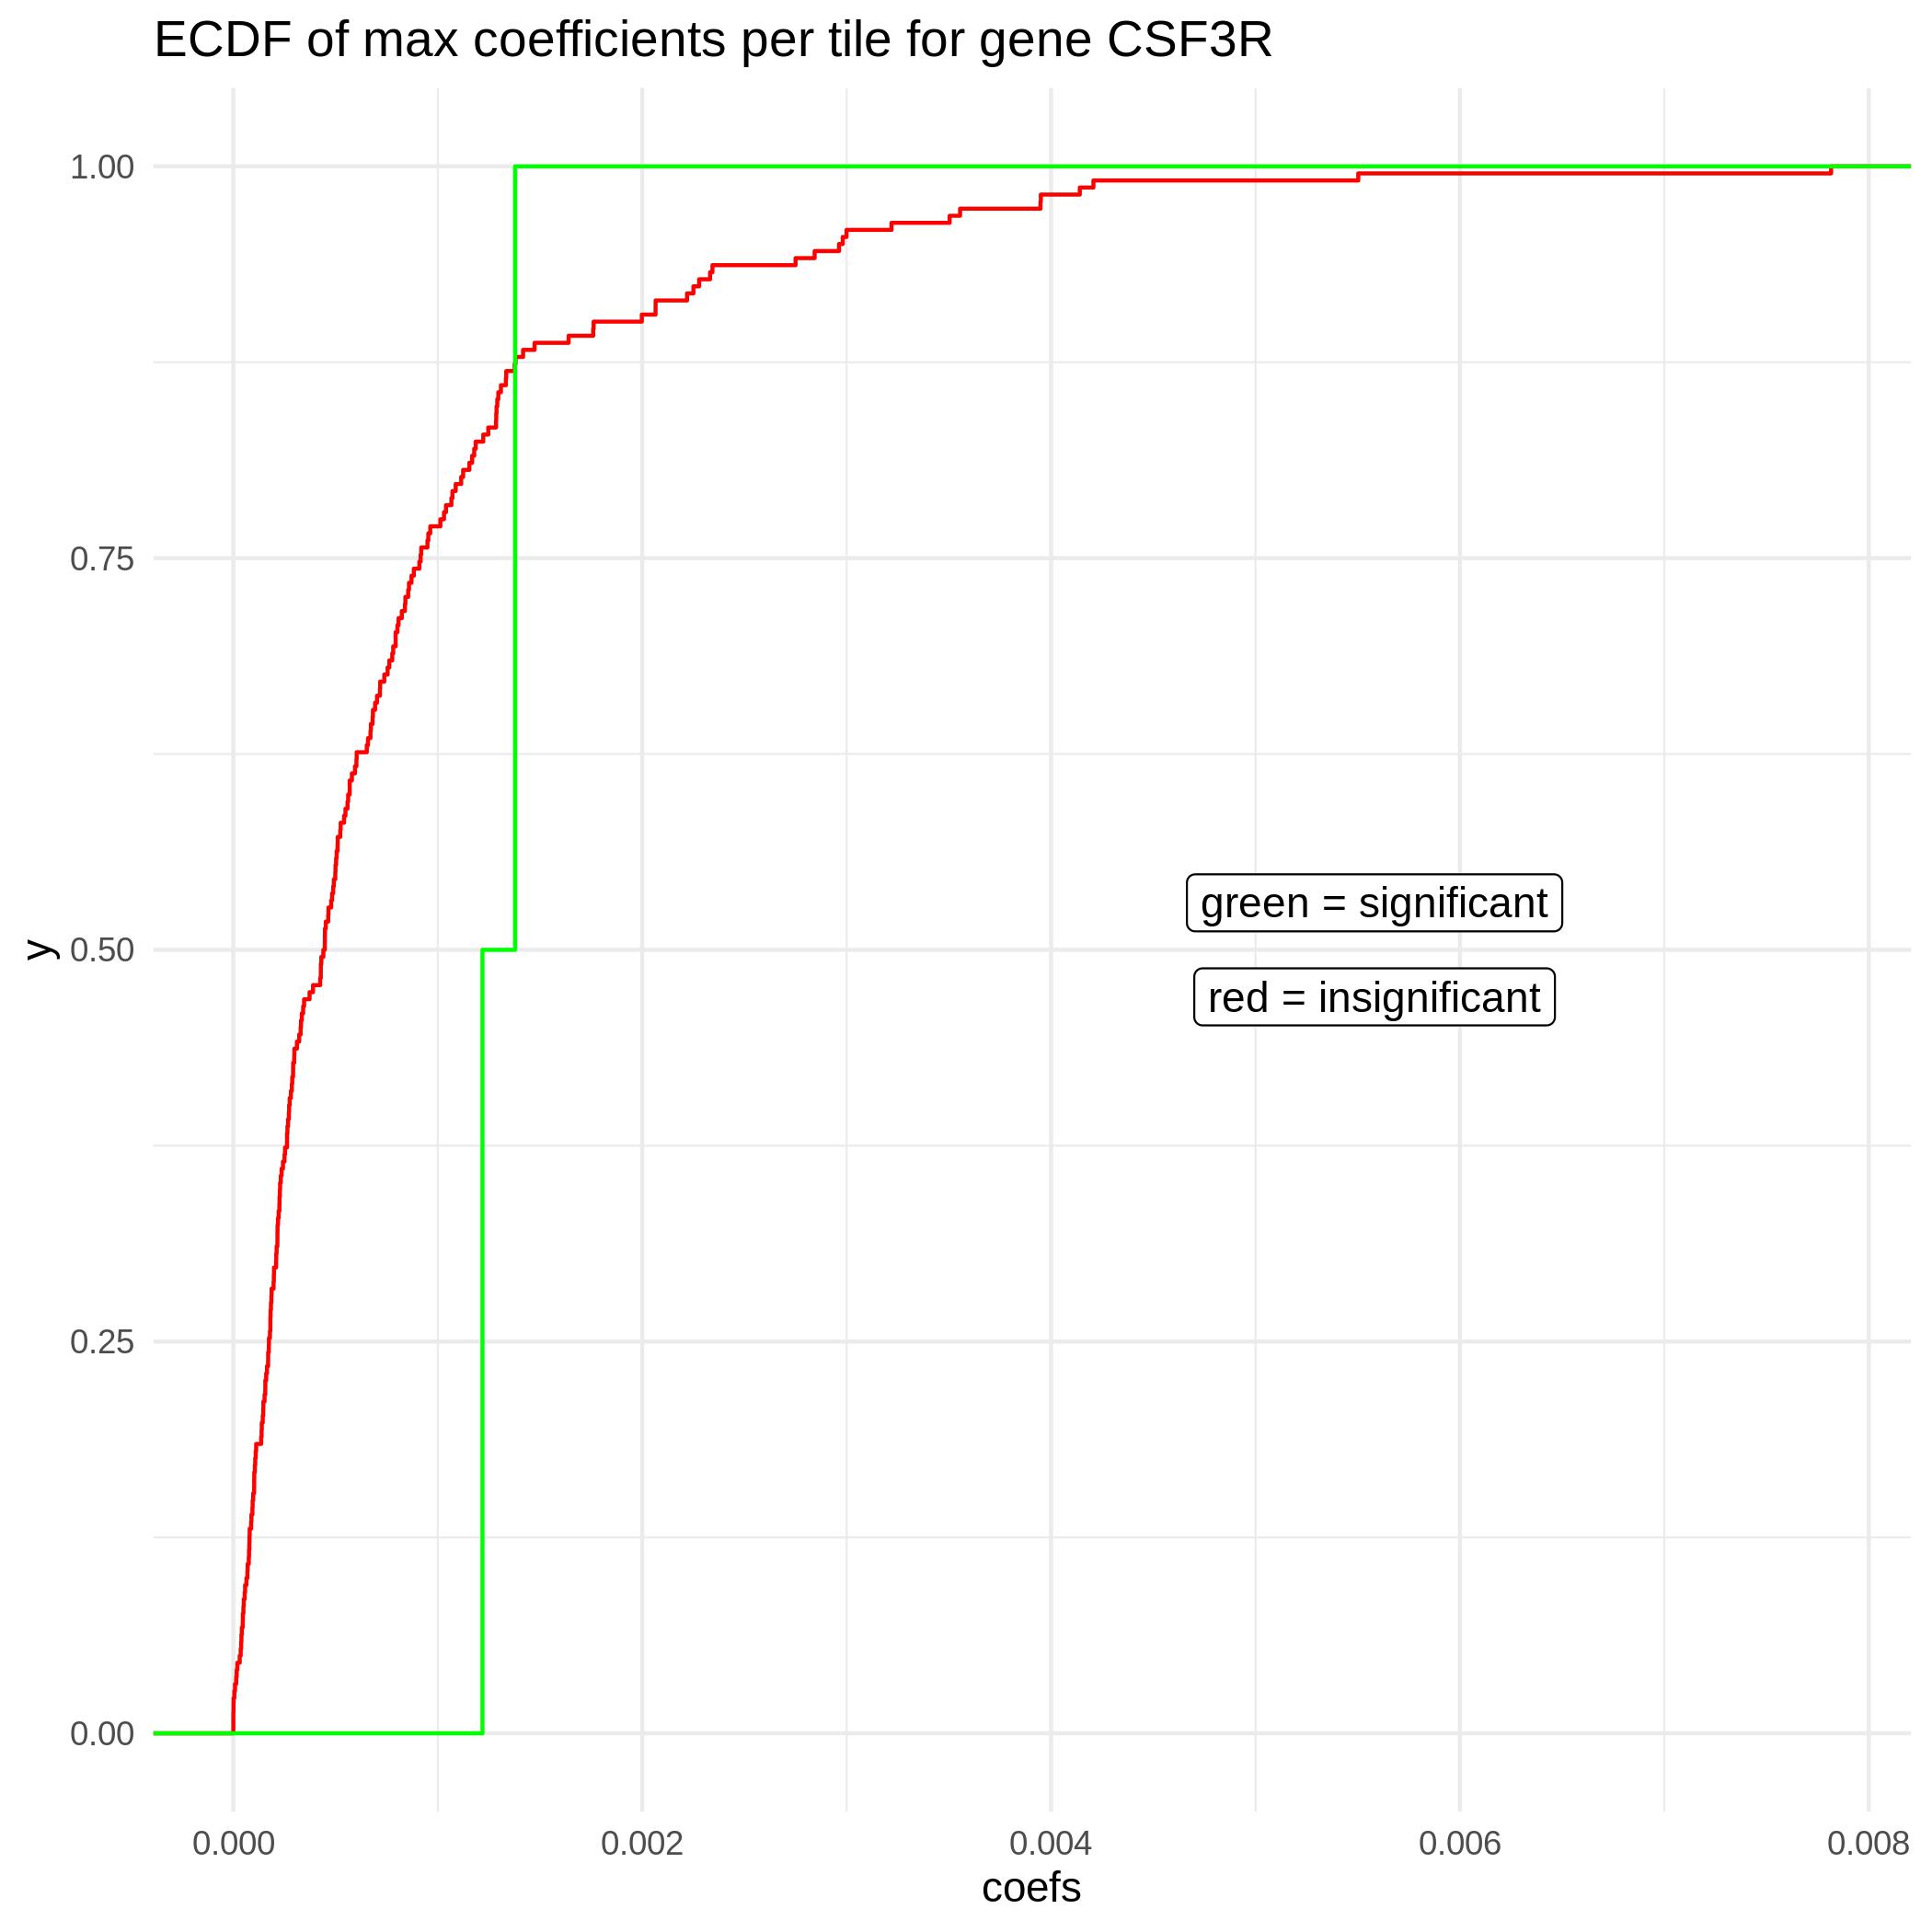 ECDF of max coefficients per tile for gene CSF3R
1.00
0.75
0.50
0.25
0.00
y
green = significant
red = insignificant
0.000 0.002 0.004 0.006 0.008
coefs